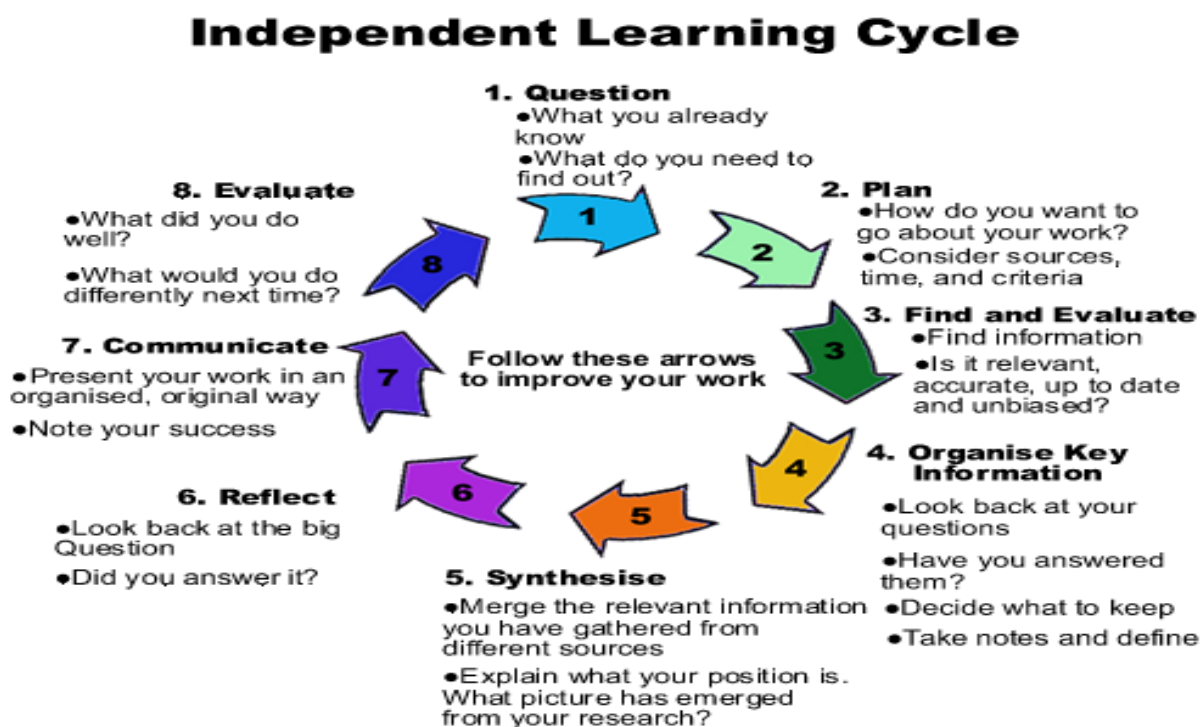 Independent Learning Cycle
1. Question
●What you already
know
●What do you need to
find out?
1
2. Plan
●How do you want to
go about your work?
●Consider sources,
time, and criteria
2
3. Find and Evaluate
●Find information
●Is it relevant,
accurate, up to date
and unbiased?
3
4. Organise Key
Information
●Look back at your
questions
●Have you answered
them?
●Decide what to keep
●Take notes and define
4
5. Synthesise
●Merge the relevant information
you have gathered from
different sources
●Explain what your position is.
What picture has emerged
from your research?
5
6. Reflect
●Look back at the big
Question
●Did you answer it?
6
7. Communicate
●Present your work in an
organised, original way
●Note your success
7
8. Evaluate
●What did you do
well?
●What would you do
differently next time?
8
Follow these arrows
to improve your work